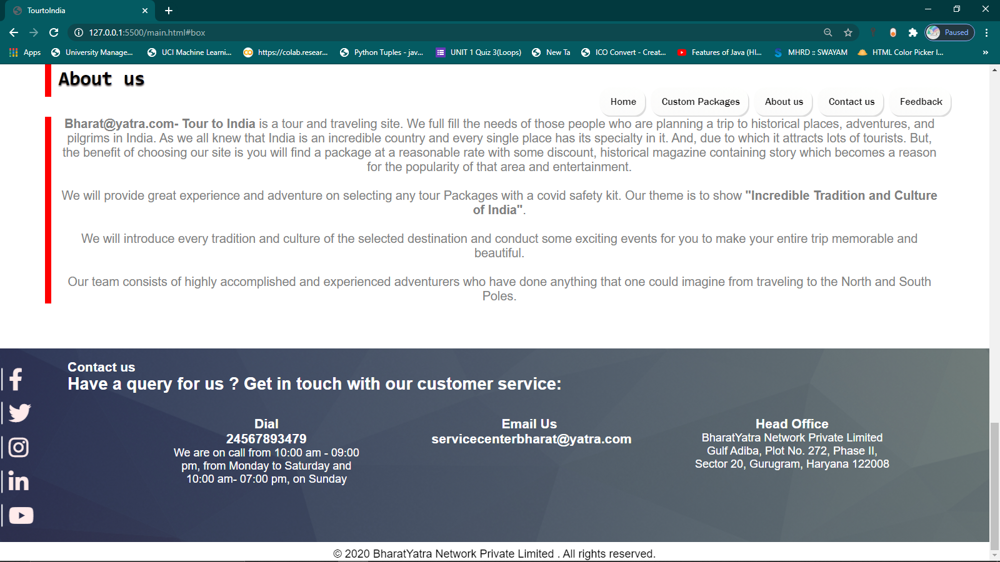 TourtoIndia
127.0.0.1:5500/main.html#box
Paused
Apps
University Manage...
UCI Machine Learni...
https://colab.resear...
Python Tuples - jav...
UNIT 1 Quiz 3(Loops)
New Ta
ICO Convert - Creat...
Features of Java (HI...
MHRD :: SWAYAM
HTML Color Picker I...
About us
Home
Custom Packages
About us
Contact us
Feedback
Bharat@yatra.com- Tour to India is a tour and traveling site. We full fill the needs of those people who are planning a trip to historical places, adventures, and
pilgrims in India. As we all knew that India is an incredible country and every single place has its specialty in it. And, due to which it attracts lots of tourists. But,
the benefit of choosing our site is you will find a package at a reasonable rate with some discount, historical magazine containing story which becomes a reason
for the popularity of that area and entertainment.
We will provide great experience and adventure on selecting any tour Packages with a covid safety kit. Our theme is to show "Incredible Tradition and Culture
of India".
We will introduce every tradition and culture of the selected destination and conduct some exciting events for you to make your entire trip memorable and
beautiful.
Our team consists of highly accomplished and experienced adventurers who have done anything that one could imagine from traveling to the North and South
Poles.
Contact us
Have a query for us ? Get in touch with our customer service:
Dial
24567893479
We are on call from 10:00 am - 09:00
pm, from Monday to Saturday and
10:00 am- 07:00 pm, on Sunday
Email Us
servicecenterbharat@yatra.com
Head Office
BharatYatra Network Private Limited
Gulf Adiba, Plot No. 272, Phase II,
Sector 20, Gurugram, Haryana 122008
© 2020 BharatYatra Network Private Limited . All rights reserved.